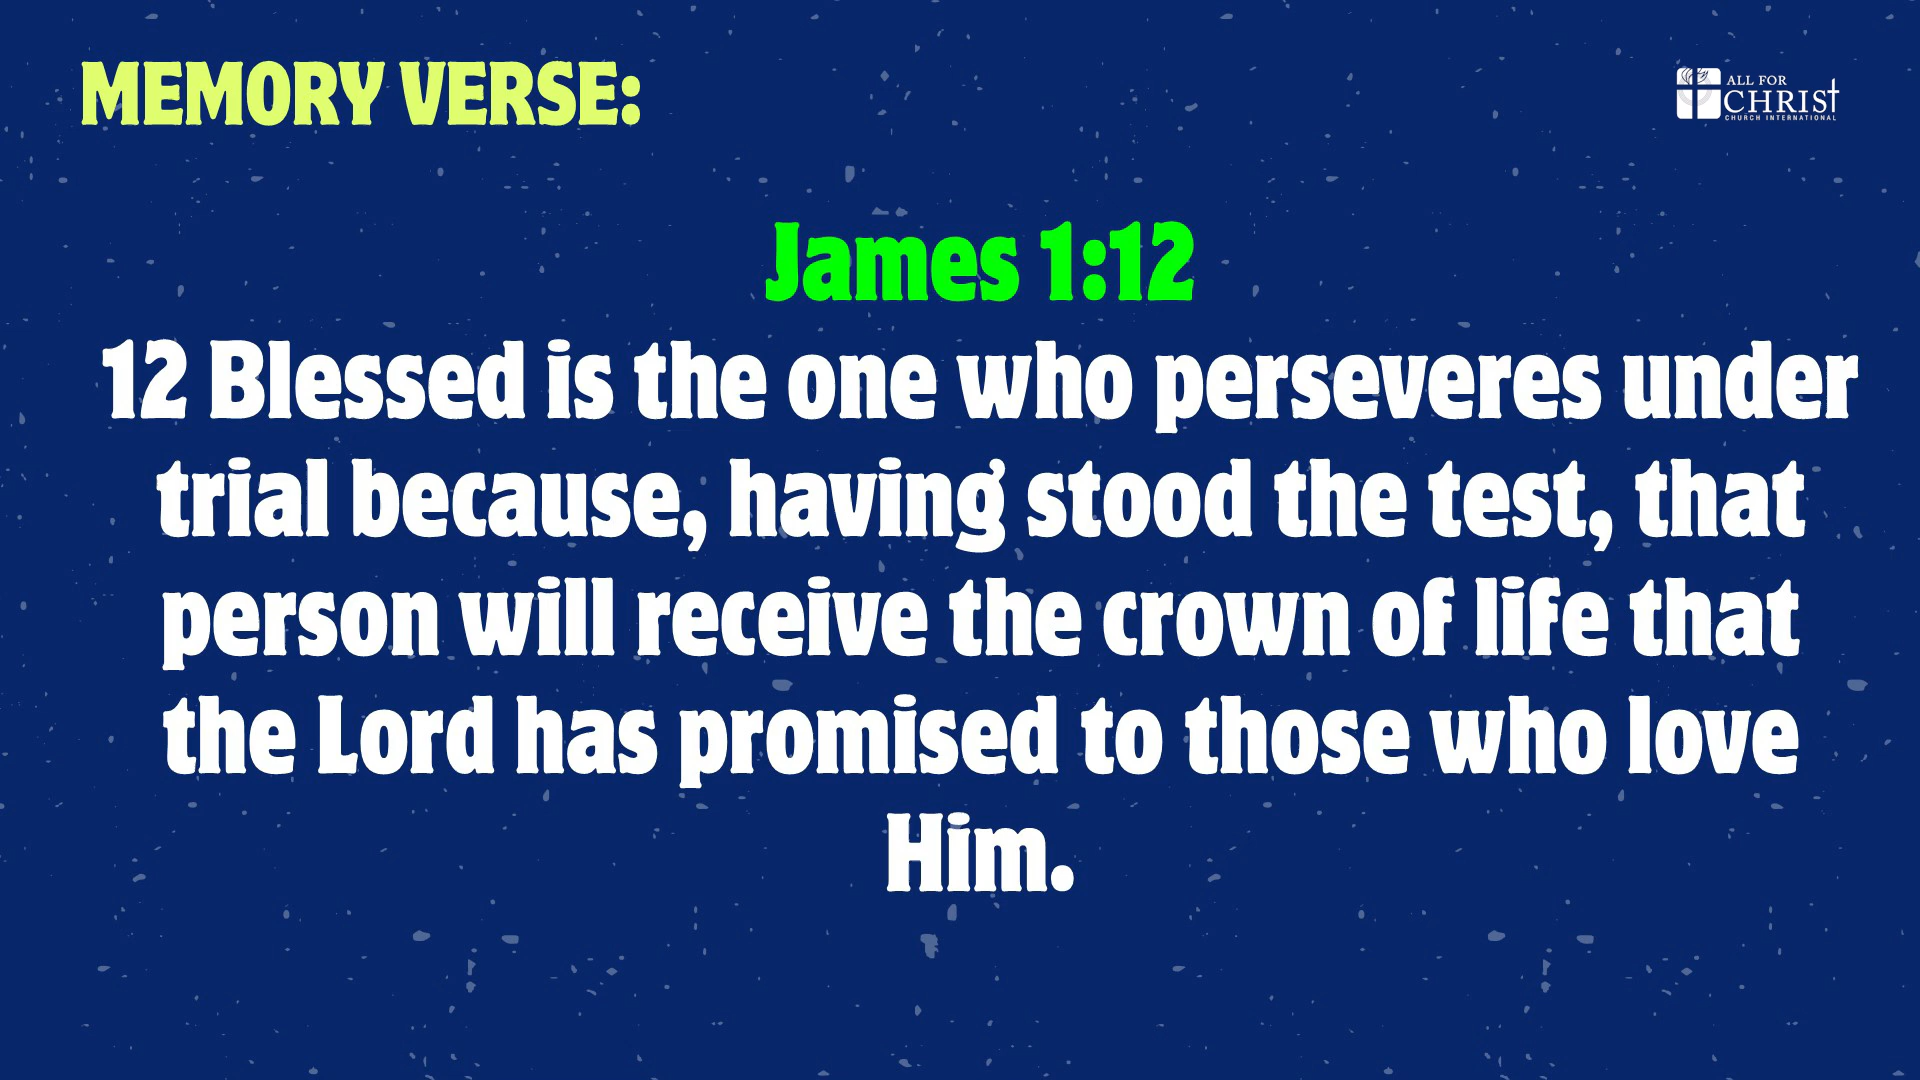 MEMORY VERSE:
ALL FOR
CHRIST
CHURCH INTERNATIONAL
James 1:12
12 Blessed is the one who perseveres under
trial because, having stood the test, that
person will receive the crown of life that
the Lord has promised to those who love
Him.